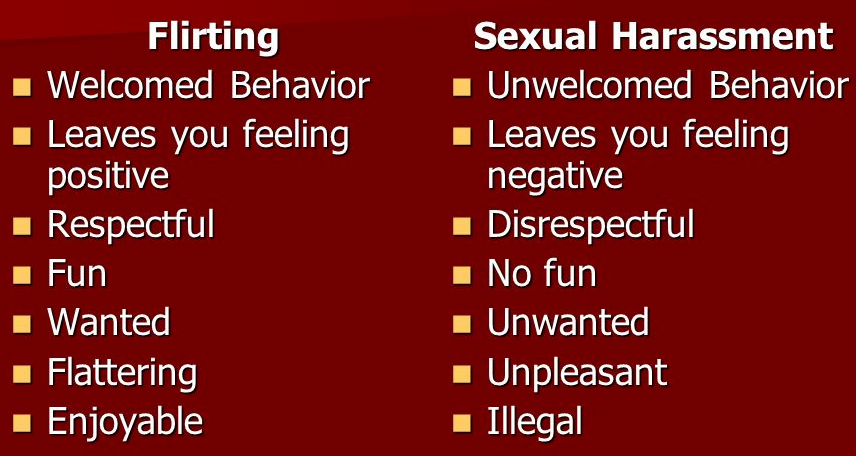 Flirting
Welcomed Behavior
Leaves you feeling
positive
Respectful
Fun
Wanted
Flattering
Enjoyable
Sexual Harassment
Unwelcomed Behavior
Leaves you feeling
negative
Disrespectful
No fun
Unwanted
Unpleasant
Illegal